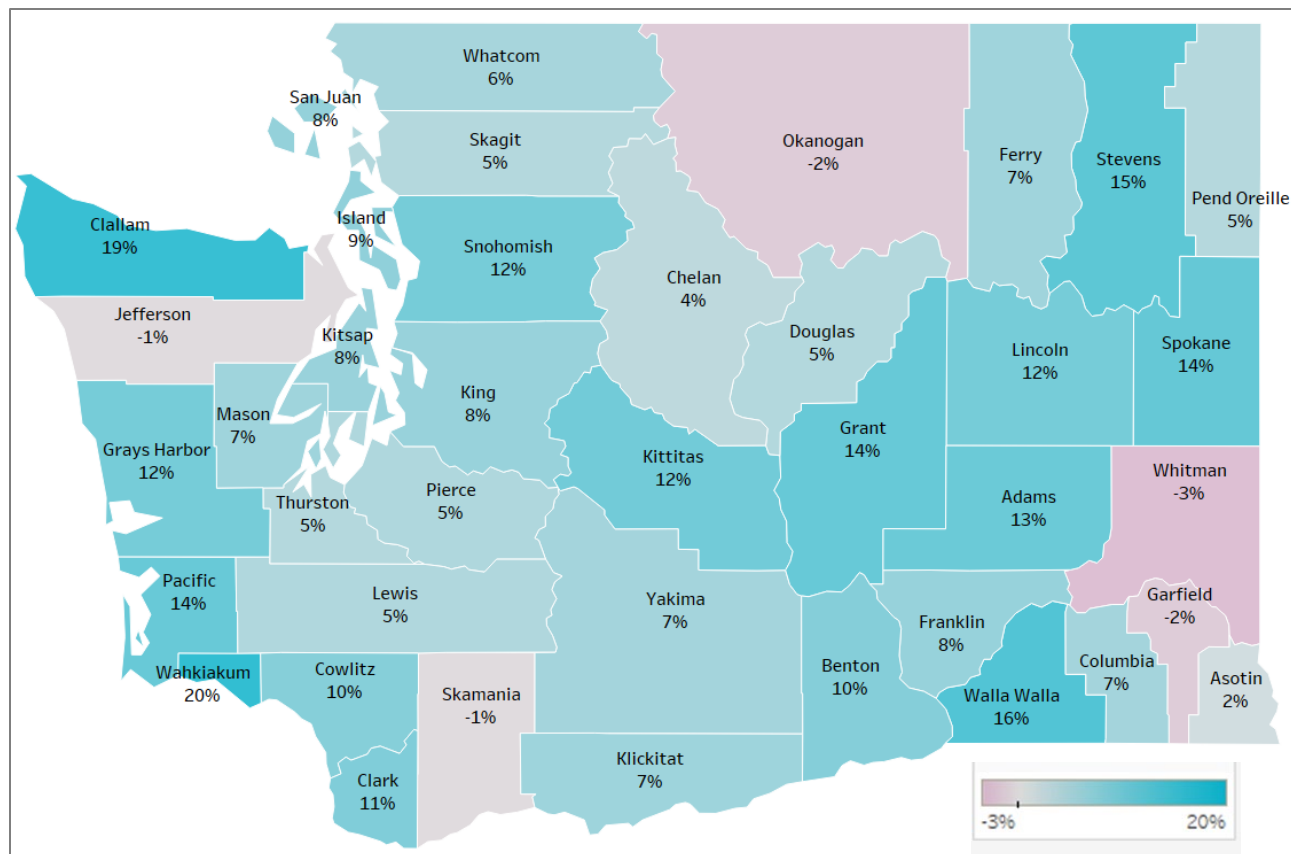 Whatcom
6%
San Juan
8%
Skagit
5%
Okanogan
-2%
Ferry
7%
Stevens
15%
Pend Oreille
5%
Clallam
19%
Island
9%
Snohomish
12%
Chelan
4%
Jefferson
-1%
Kitsap
8%
Douglas
5%
Lincoln
12%
Spokane
14%
King
8%
Mason
7%
Grays Harbor
12%
Kittitas
12%
Grant
14%
Whitman
-3%
Adams
13%
Thurston
5%
Pierce
5%
Pacific
14%
Lewis
5%
Yakima
7%
Franklin
8%
Garfield
-2%
Wahkiakum
20%
Cowlitz
10%
Skamania
-1%
Benton
10%
Walla Walla
16%
Columbia
7%
Asotin
2%
Clark
11%
Klickitat
7%
-3% 20%